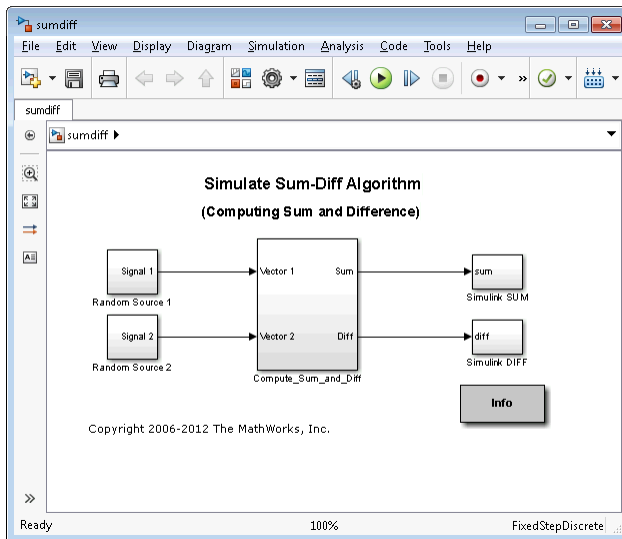 sumdiff
File Edit View Display Diagram Simulation Analysis Code Tools Help
sumdiff
sumdiff
Simulate Sum-Diff Algorithm
(Computing Sum and Difference)
Signal 1
Random Source 1
Vector 1 Sum
sum
Simulink SUM
Signal 2
Random Source 2
Vector 2 Diff
Compute_Sum_and_Diff
diff
Simulink DIFF
Info
Copyright 2006-2012 The MathWorks, Inc.
Ready 100% FixedStepDiscrete